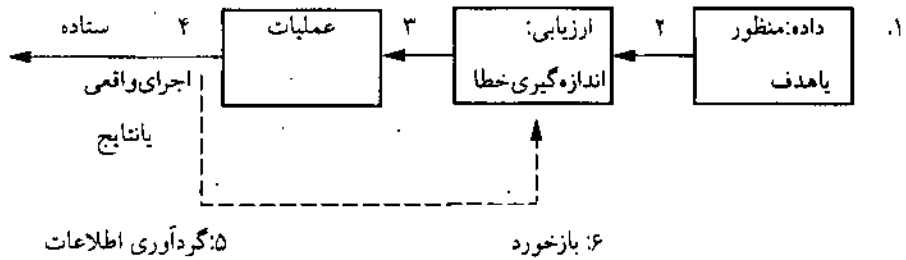 ۱.
داده:منظور
یاهدف
۲
ارزیابی:
اندازه‌گیری‌خطا
۳
عملیات
۴
ستاده
اجرای‌واقعی
یانتایج
۶: بازخورد
۵:گردآوری اطلاعات